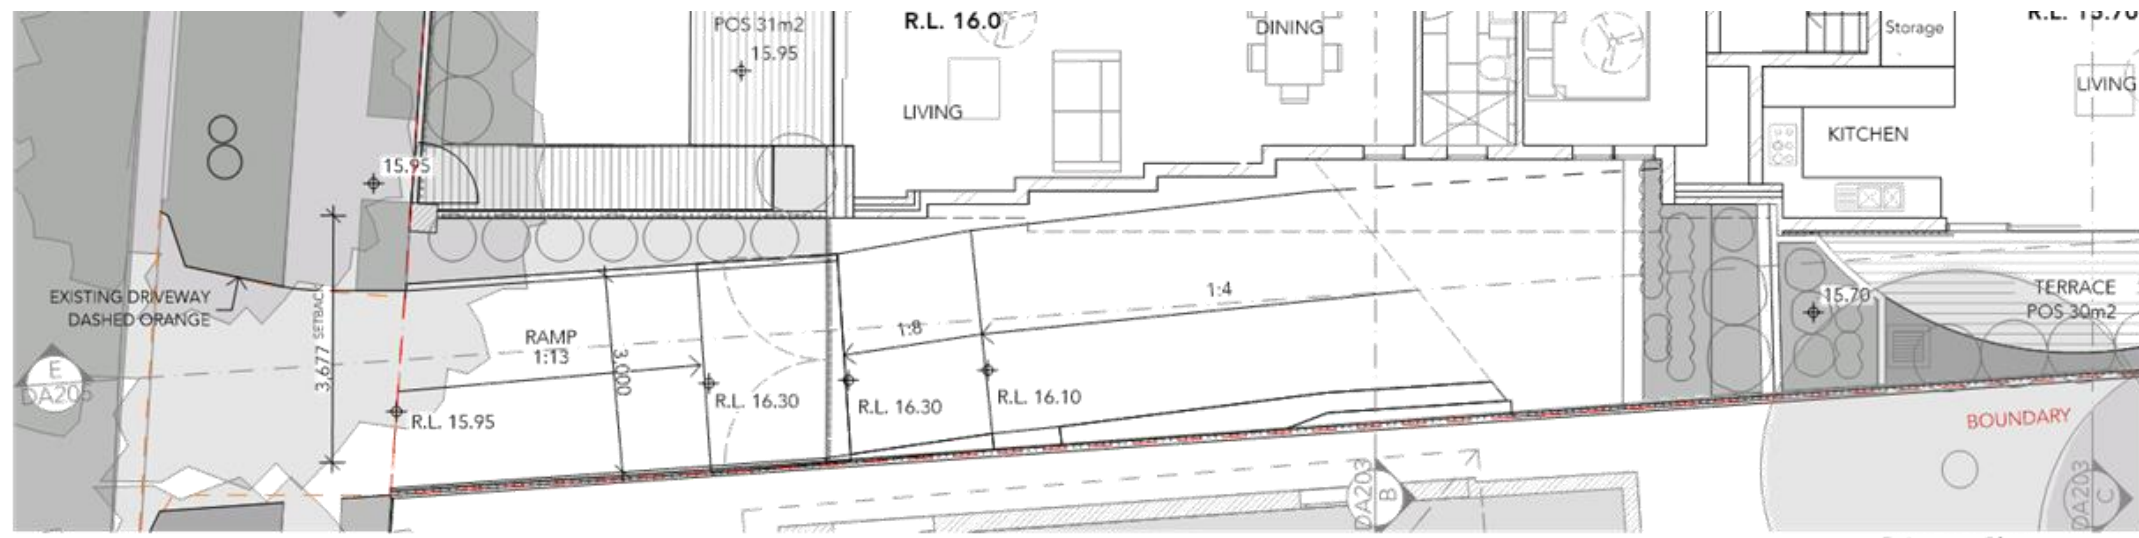 POS 31m2
15.95
R.L. 16.0
DINING
Storage
R.L. 15.70
LIVING
LIVING
KITCHEN
15.95
EXISTING DRIVEWAY
DASHED ORANGE
3,677 SETBACK
RAMP
1:13
3,000
1:8
1:4
15.70
TERRACE
POS 30m2
E
DA205
R.L. 16.30
R.L. 16.30
R.L. 16.10
R.L. 15.95
BOUNDARY
DA203
B
DA203
C